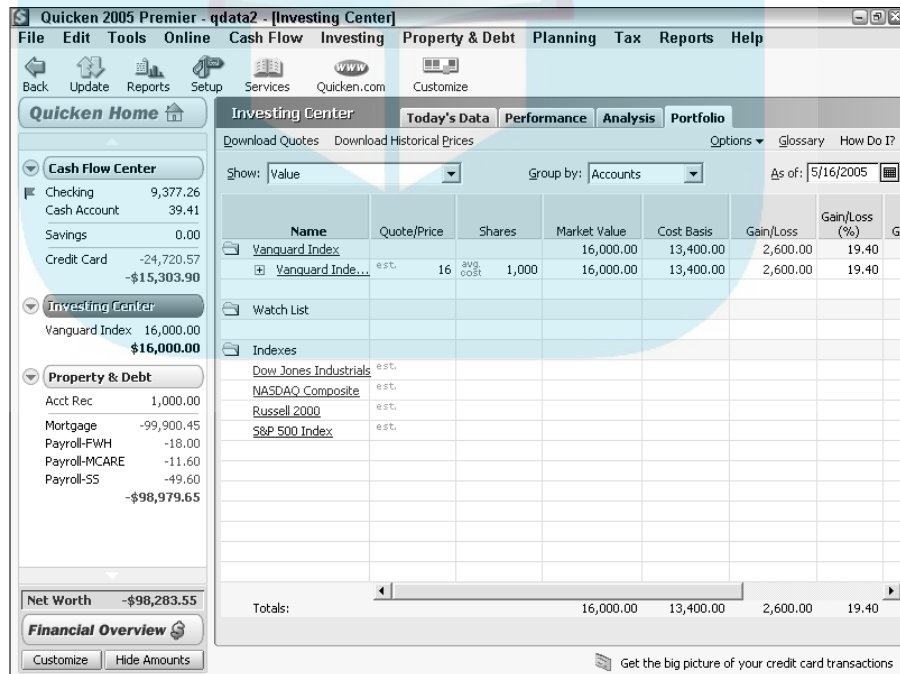 Quicken 2005 Premier - qdata2 - [Investing Center]
File Edit Tools Online Cash Flow Investing Property & Debt Planning Tax Reports Help
Back Update Reports Setup Services Quicken.com Customize
WWW
Quicken Home
Investing Center Today's Data Performance Analysis Portfolio
Download Quotes Download Historical Prices Options Glossary How Do I?
Show: Value Group by: Accounts As of: 5/16/2005
Cash Flow Center
Checking 9,377.26
Cash Account 39.41
Savings 0.00
Credit Card -24,720.57
-$15,303.90
Investing Center
Vanguard Index 16,000.00
$16,000.00
Property & Debt
Acct Rec 1,000.00
Mortgage -99,900.45
Payroll-FWH -18.00
Payroll-MCARE -11.60
Payroll-SS -49.60
-$98,979.65
Net Worth -$98,283.55
Financial Overview
Customize Hide Amounts
Name Quote/Price Shares Market Value Cost Basis Gain/Loss Gain/Loss (%) G
Vanguard Index 16,000.00 13,400.00 2,600.00 19.40
Vanguard Inde... est. 16 avg. cost 1,000 16,000.00 13,400.00 2,600.00 19.40
Watch List
Indexes
Dow Jones Industrials est.
NASDAQ Composite est.
Russell 2000 est.
S&P 500 Index est.
Totals: 16,000.00 13,400.00 2,600.00 19.40
Get the big picture of your credit card transactions